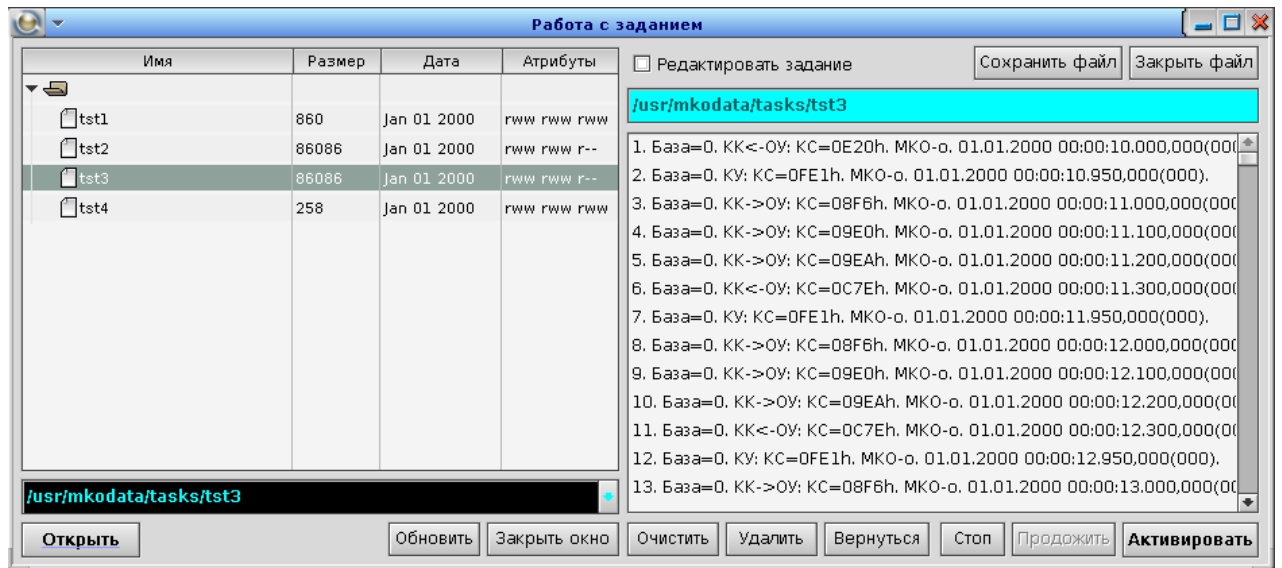 Работа с заданием
Имя Размер Дата Атрибуты
tst1 860 Jan 01 2000 rww rww rww
tst2 86086 Jan 01 2000 rww rww r--
tst3 86086 Jan 01 2000 rww rww r--
tst4 258 Jan 01 2000 rww rww rww
/usr/mkodata/tasks/tst3
Открыть Обновить Закрыть окно
Редактировать задание Сохранить файл Закрыть файл
/usr/mkodata/tasks/tst3
1. База=0. КК<-ОУ: КС=0E20h. МКО-о. 01.01.2000 00:00:10.000,000(000
2. База=0. КУ: КС=0FE1h. МКО-о. 01.01.2000 00:00:10.950,000(000).
3. База=0. КК->ОУ: КС=08F6h. МКО-о. 01.01.2000 00:00:11.000,000(000
4. База=0. КК->ОУ: КС=09E0h. МКО-о. 01.01.2000 00:00:11.100,000(000
5. База=0. КК->ОУ: КС=09EAh. МКО-о. 01.01.2000 00:00:11.200,000(000
6. База=0. КК<-ОУ: КС=0C7Eh. МКО-о. 01.01.2000 00:00:11.300,000(000
7. База=0. КУ: КС=0FE1h. МКО-о. 01.01.2000 00:00:11.950,000(000).
8. База=0. КК->ОУ: КС=08F6h. МКО-о. 01.01.2000 00:00:12.000,000(000
9. База=0. КК->ОУ: КС=09E0h. МКО-о. 01.01.2000 00:00:12.100,000(000
10. База=0. КК->ОУ: КС=09EAh. МКО-о. 01.01.2000 00:00:12.200,000(00
11. База=0. КК<-ОУ: КС=0C7Eh. МКО-о. 01.01.2000 00:00:12.300,000(00
12. База=0. КУ: КС=0FE1h. МКО-о. 01.01.2000 00:00:12.950,000(000).
13. База=0. КК->ОУ: КС=08F6h. МКО-о. 01.01.2000 00:00:13.000,000(00
Очистить Удалить Вернуться Стоп Продолжить Активировать